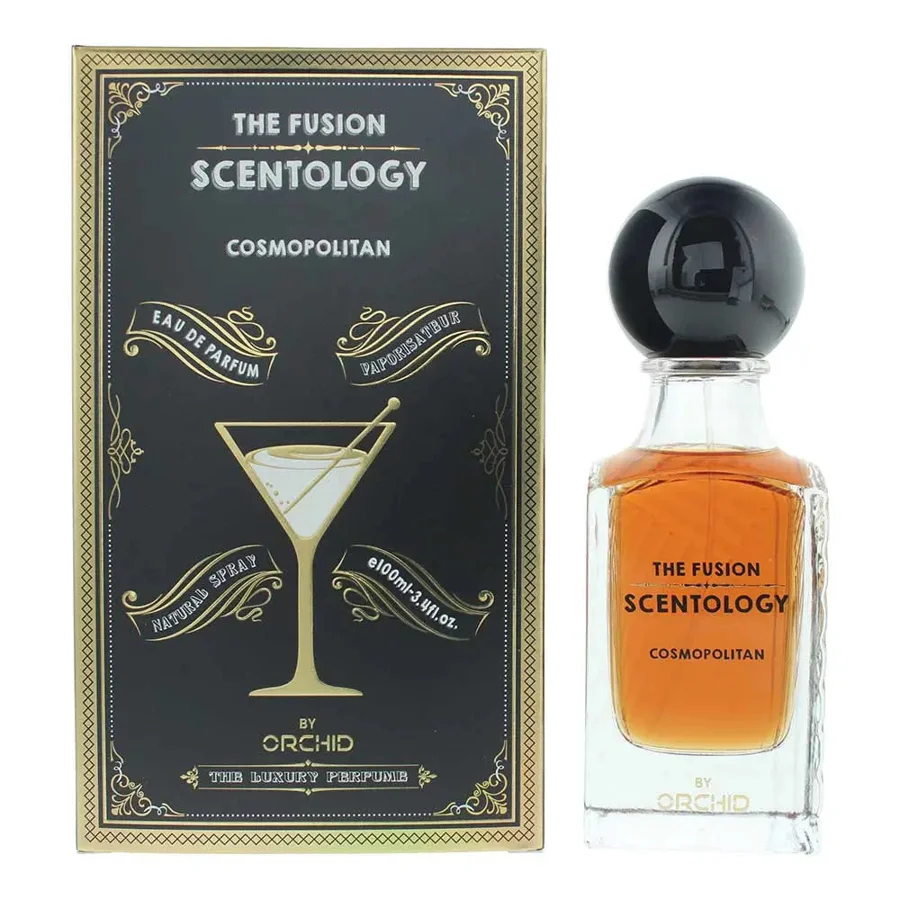 THE FUSION
SCENTOLOGY
COSMOPOLITAN
EAU DE PARFUM
VAPORISATEUR
NATURAL SPRAY
e100ml-3.4fl.oz.
BY
ORCHID
THE LUXURY PERFUME
THE FUSION
SCENTOLOGY
COSMOPOLITAN
BY
ORCHID